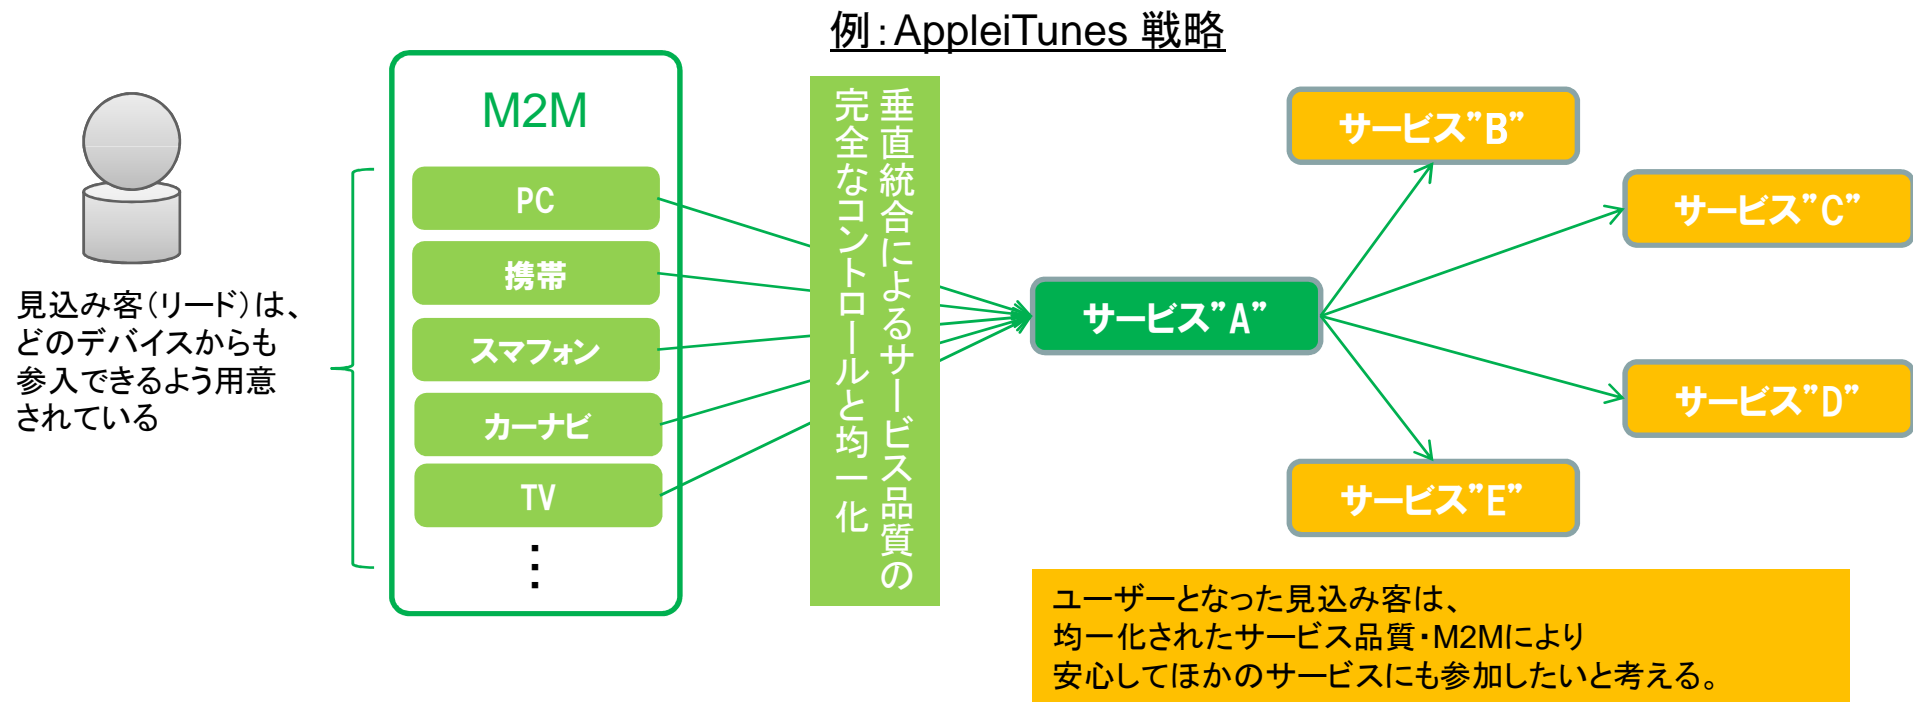 例：AppleiTunes 戦略
M2M
PC
携帯
スマフォン
カーナビ
TV
⋮
見込み客（リード）は、
どのデバイスからも
参入できるよう用意
されている
垂直統合によるサービス品質の
完全なコントロールと均一化
サービス”A”
サービス”B”
サービス”C”
サービス”D”
サービス”E”
ユーザーとなった見込み客は、
均一化されたサービス品質・M2Mにより
安心してほかのサービスにも参加したいと考える。